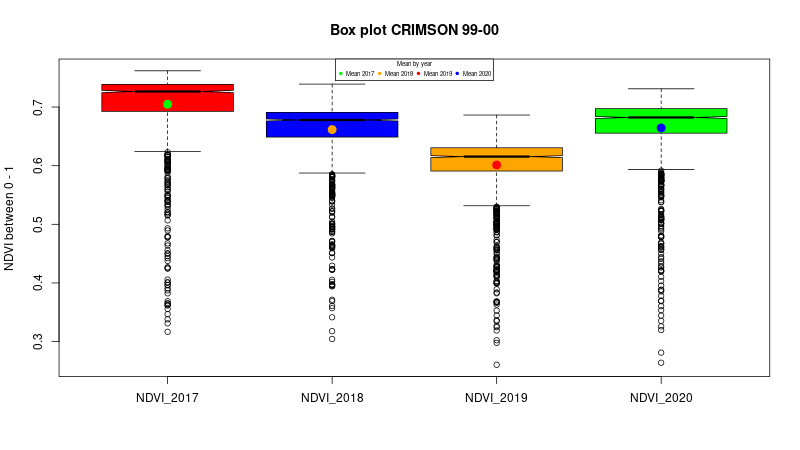 Box plot CRIMSON 99-00
Mean by year
Mean 2017 Mean 2018 Mean 2019 Mean 2020
NDVI between 0 - 1
0.7
0.6
0.5
0.4
0.3
NDVI_2017 NDVI_2018 NDVI_2019 NDVI_2020